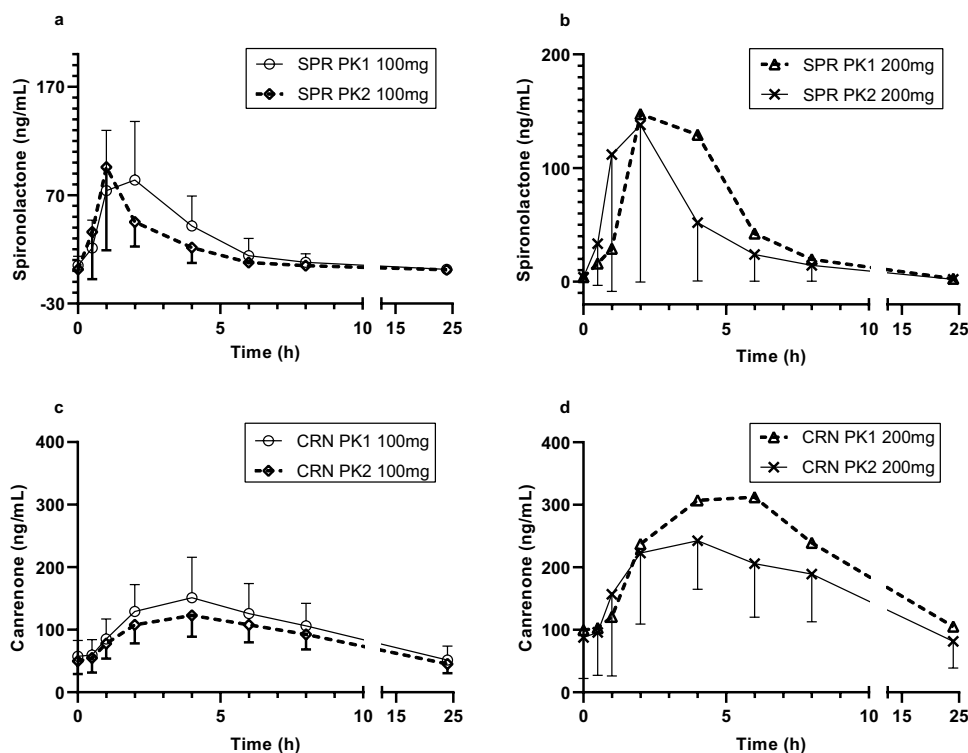 a
SPR PK1 100mg
SPR PK2 100mg
Spironolactone (ng/mL)
170
70
-30
0 5 10 15 25
Time (h)
b
SPR PK1 200mg
SPR PK2 200mg
Spironolactone (ng/mL)
200
100
0
0 5 10 15 25
Time (h)
c
CRN PK1 100mg
CRN PK2 100mg
Canrenone (ng/mL)
400
300
200
100
0
0 5 10 15 25
Time (h)
d
CRN PK1 200mg
CRN PK2 200mg
Canrenone (ng/mL)
400
300
200
100
0
0 5 10 15 25
Time (h)